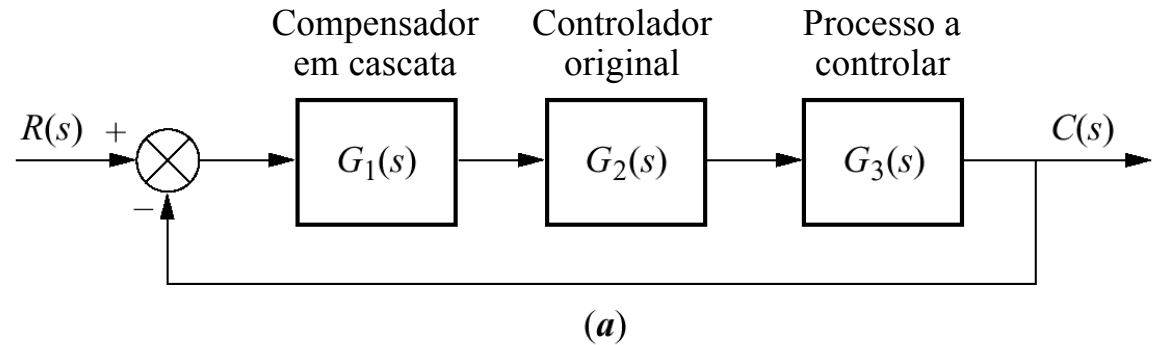 Compensador
em cascata
Controlador
original
Processo a
controlar
R(s) +
−
G₁(s)
G₂(s)
G₃(s)
C(s)
(a)